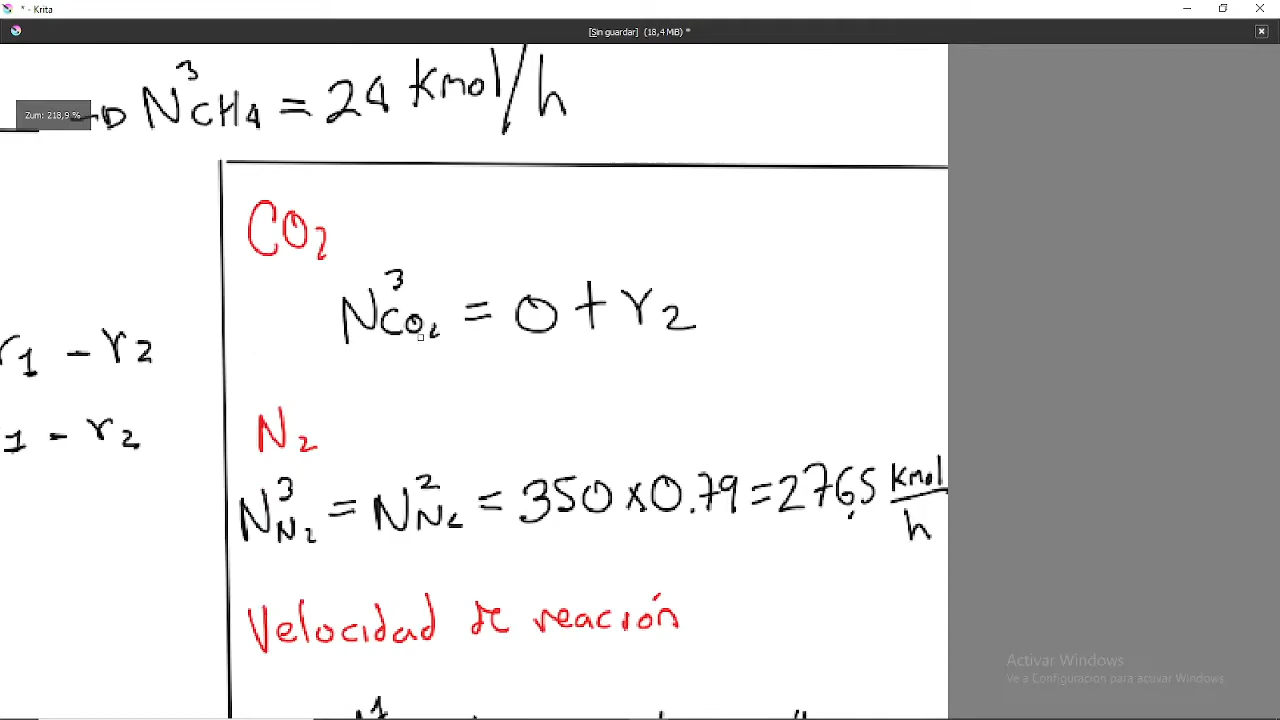 * - Krita
[Sin guardar] (18,4 MB) *
Zum: 218,9 %
N³CH4 = 24 kmol/h
CO2
N³CO2 = 0 + r2
r1 - r2
N2
1 - r2
N³N2 = N²N2 = 350 x 0.79 = 276.5 kmol/h
Velocidad de reacción
Activar Windows
Ve a Configuración para activar Windows.